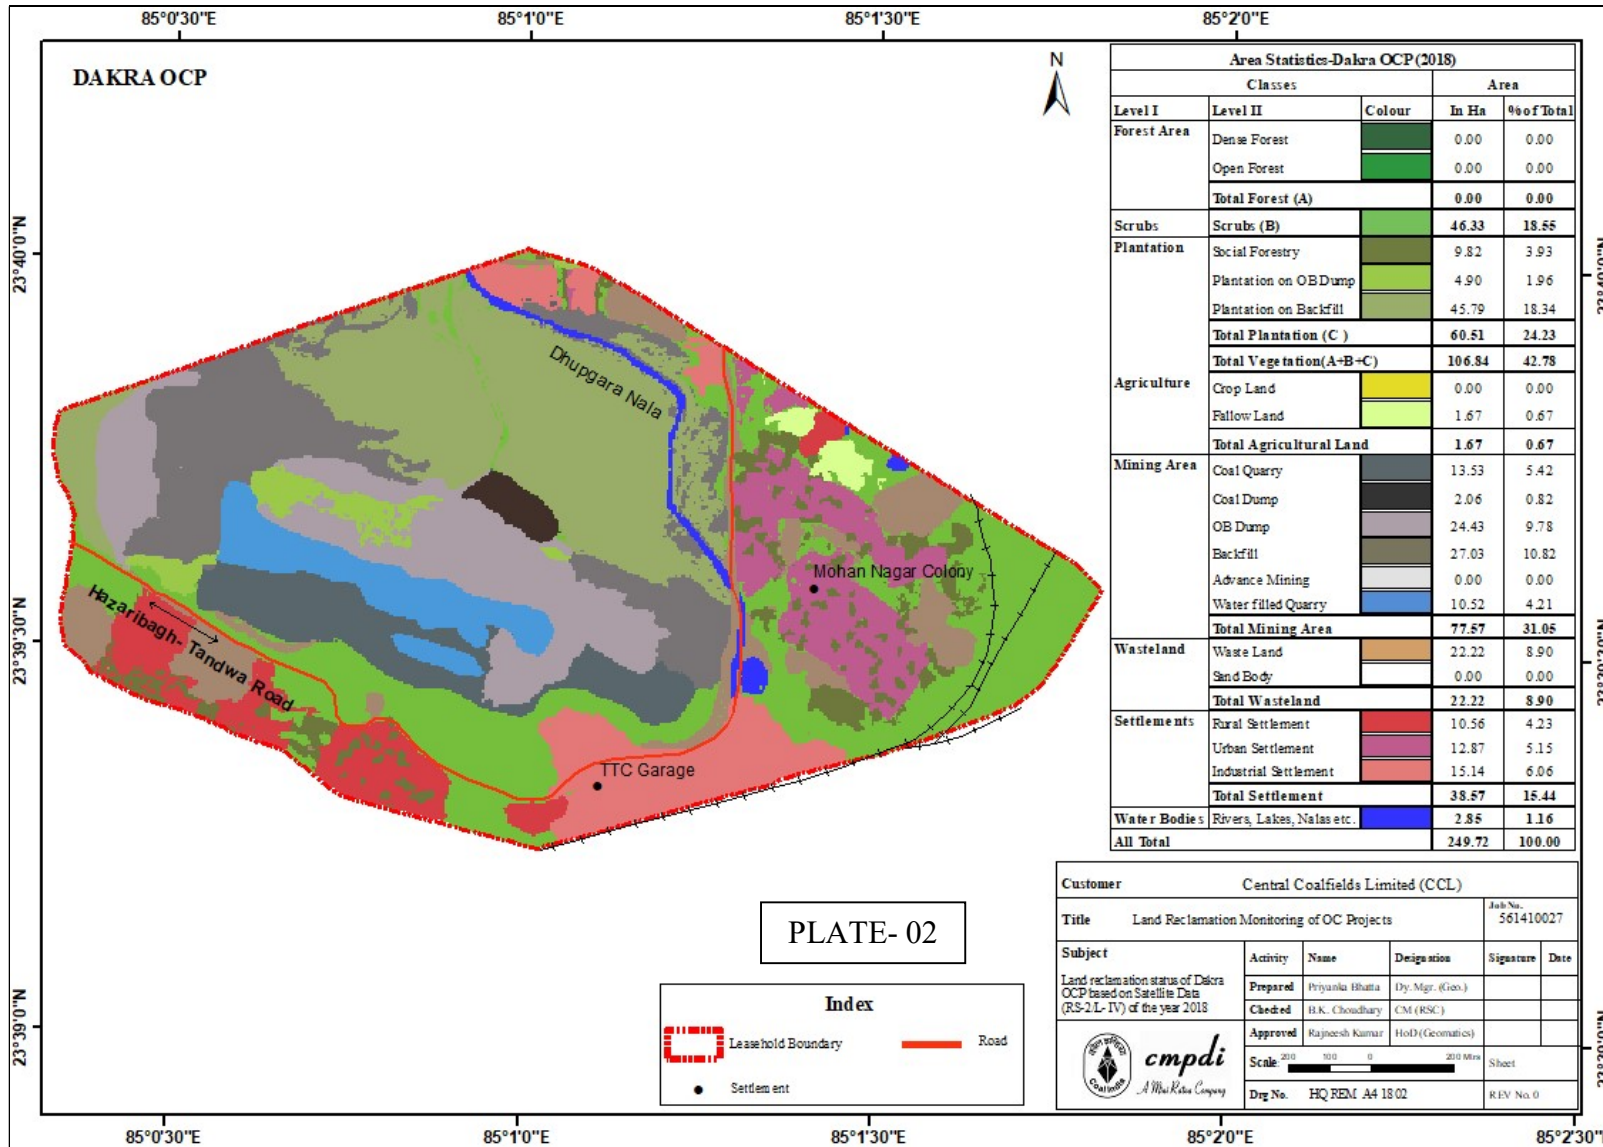 85°0'30"E 85°1'0"E 85°1'30"E 85°2'0"E
DAKRA OCP
N
23°40'0"N
23°39'30"N
23°39'0"N
Dhupgara Nala
Mohan Nagar Colony
Hazaribagh- Tandwa Road
TTC Garage
Area Statistics-Dakra OCP(2018)
Classes Area
Level I Level II Colour In Ha % of Total
Forest Area Dense Forest 0.00 0.00
Open Forest 0.00 0.00
Total Forest (A) 0.00 0.00
Scrubs Scrubs (B) 46.33 18.55
Plantation Social Forestry 9.82 3.93
Plantation on OB Dump 4.90 1.96
Plantation on Backfill 45.79 18.34
Total Plantation (C ) 60.51 24.23
Total Vegetation(A+B+C) 106.84 42.78
Agriculture Crop Land 0.00 0.00
Fallow Land 1.67 0.67
Total Agricultural Land 1.67 0.67
Mining Area Coal Quarry 13.53 5.42
Coal Dump 2.06 0.82
OB Dump 24.43 9.78
Backfill 27.03 10.82
Advance Mining 0.00 0.00
Water filled Quarry 10.52 4.21
Total Mining Area 77.57 31.05
Wasteland Waste Land 22.22 8.90
Sand Body 0.00 0.00
Total Wasteland 22.22 8.90
Settlements Rural Settlement 10.56 4.23
Urban Settlement 12.87 5.15
Industrial Settlement 15.14 6.06
Total Settlement 38.57 15.44
Water Bodies Rivers, Lakes, Nalas etc. 2.85 1.16
All Total 249.72 100.00
PLATE- 02
Index
Leasehold Boundary Road
Settlement
Customer Central Coalfields Limited (CCL)
Title Land Reclamation Monitoring of OC Projects Job No. 561410027
Subject
Land reclamation status of Dakra
OCP based on Satellite Data
(RS-2/L-IV) of the year 2018
Activity Name Designation Signature Date
Prepared Priyanka Bhatta Dy. Mgr. (Geo.)
Checked B.K. Choudhary CM (RSC)
Approved Rajneesh Kumar HoD(Geomatics)
Coal India
cmpdi
A Mini Ratna Company
Scale: 200 100 0 200 Mtrs Sheet
Drg No. HQ REM A4 18 02 REV No. 0
85°0'30"E 85°1'0"E 85°1'30"E 85°2'0"E 85°2'30"E